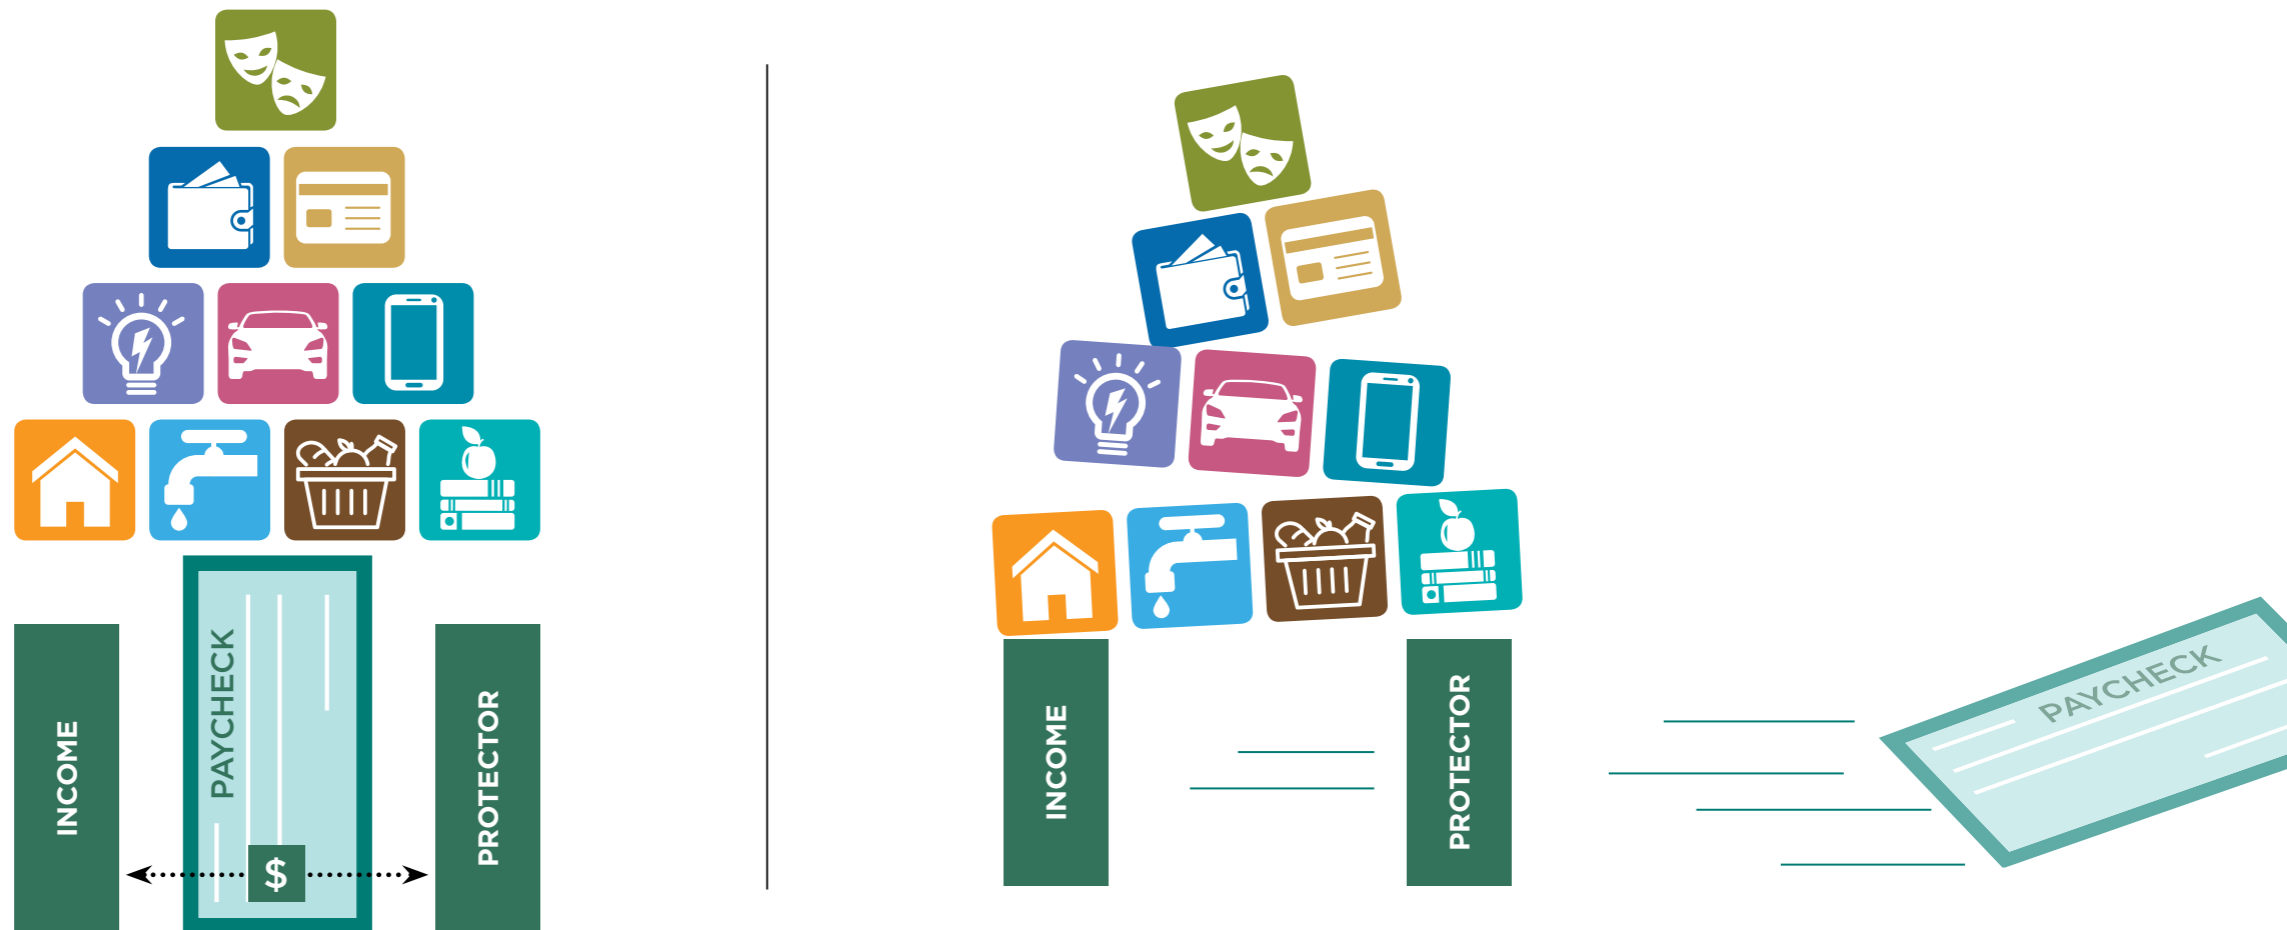 INCOME
PAYCHECK
$
PROTECTOR
INCOME
PROTECTOR
PAYCHECK